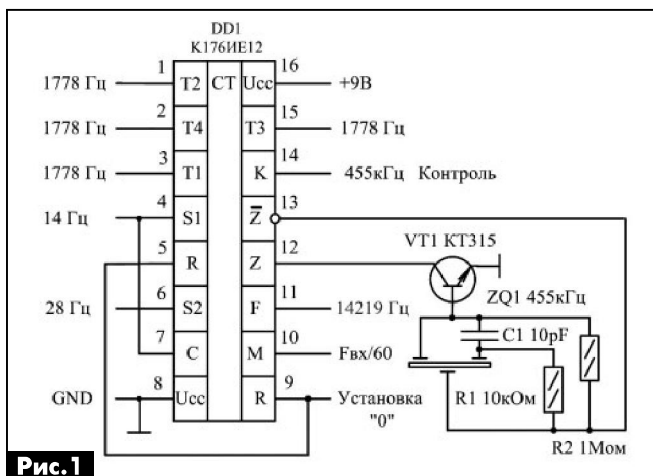 DD1
К176ИЕ12
1778 Гц 1 T2 CT Ucc 16 +9В
1778 Гц 2 T4 T3 15 1778 Гц
1778 Гц 3 T1 K 14 455кГц Контроль
14 Гц 4 S1 Z̅ 13
5 R Z 12 VT1 КТ315
28 Гц 6 S2 F 11 14219 Гц ZQ1 455кГц
7 C M 10 Fвх/60 C1 10pF
GND 8 Ucc R 9 Установка "0" R1 10кОм
R2 1Мом
Рис.1